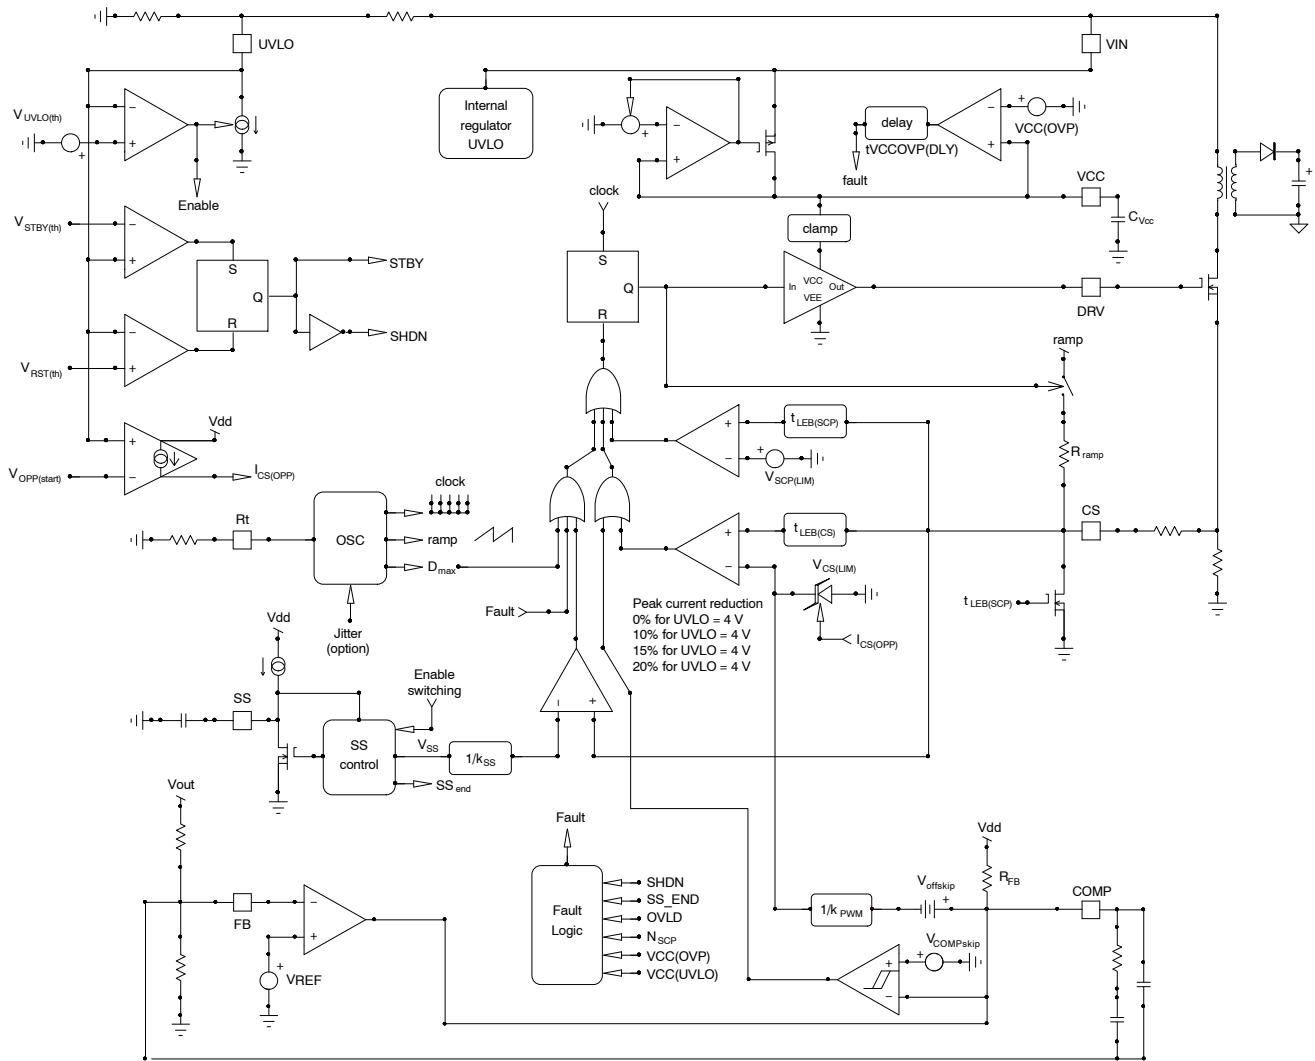 UVLO
VIN
V UVLO(th)
−
+
+
Enable
Internal
regulator
UVLO
+
−
+
delay
tVCCOVP(DLY)
fault
−
+
+
VCC(OVP)
VCC
C Vcc
+
clock
clamp
V STBY(th)
−
+
S
Q
R
STBY
SHDN
−
+
V RST(th)
S
Q
R
In
VCC
VEE
Out
DRV
ramp
Vdd
+
−
V OPP(start)
I CS(OPP)
+
−
t LEB(SCP)
V SCP(LIM)
+
R ramp
clock
Rt
OSC
ramp
D max
+
−
t LEB(CS)
CS
Fault
Peak current reduction
0% for UVLO = 4 V
10% for UVLO = 4 V
15% for UVLO = 4 V
20% for UVLO = 4 V
V CS(LIM)
I CS(OPP)
t LEB(SCP)
Jitter
(option)
Vdd
SS
Enable
switching
SS
control
V SS
1/k SS
SS end
−
+
Vout
FB
−
+
+
VREF
Fault
Fault
Logic
SHDN
SS_END
OVLD
N SCP
VCC(OVP)
VCC(UVLO)
Vdd
R FB
1/k PWM
V offskip
+
COMP
V COMPskip
+
+
−